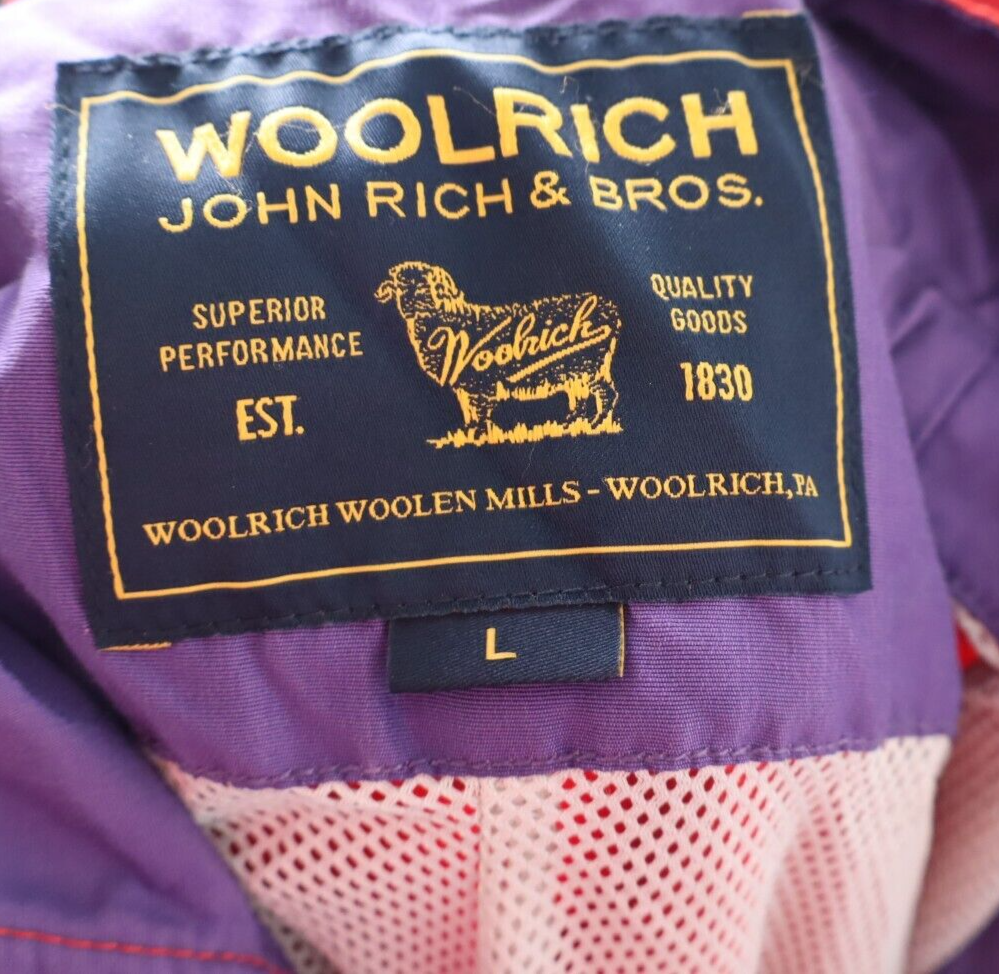 WOOLRICH
JOHN RICH & BROS.
SUPERIOR
PERFORMANCE
EST.
Woolrich
QUALITY
GOODS
1830
WOOLRICH WOOLEN MILLS - WOOLRICH, PA
L